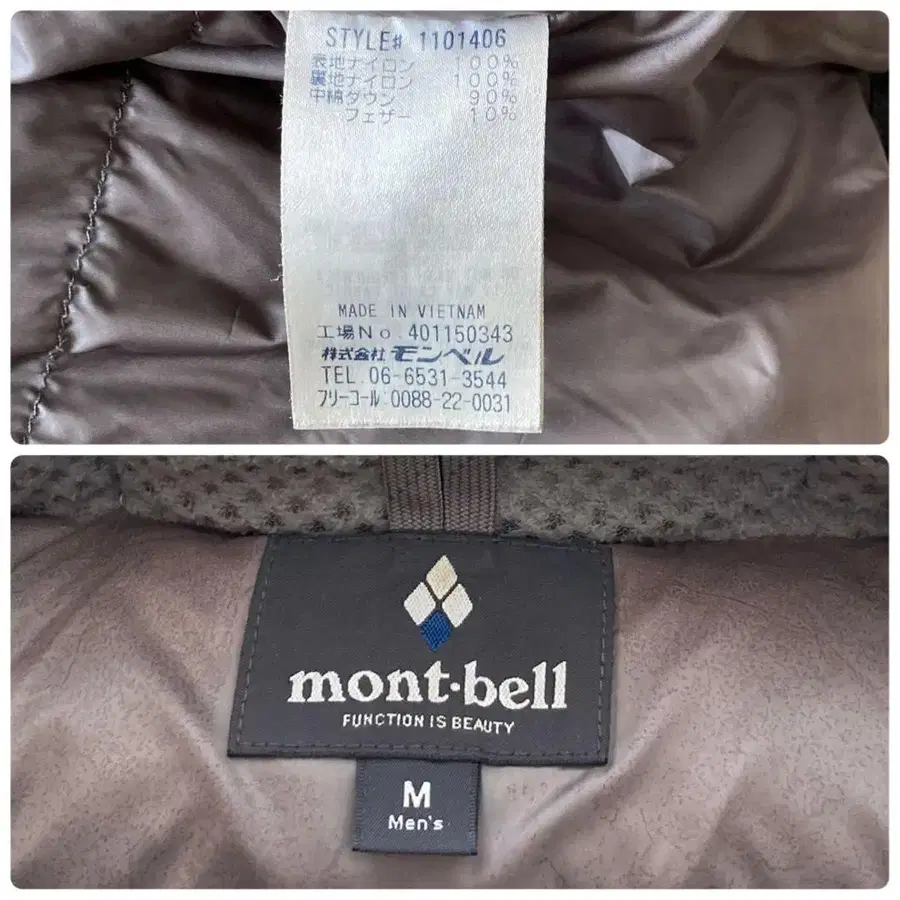 STYLE# 1101406
表地ナイロン 100%
裏地ナイロン 100%
中綿ダウン 90%
フェザー 10%
MADE IN VIETNAM
工場No. 401150343
株式会社 モンベル
TEL. 06-6531-3544
フリーコール:0088-22-0031
mont·bell
FUNCTION IS BEAUTY
M
Men's